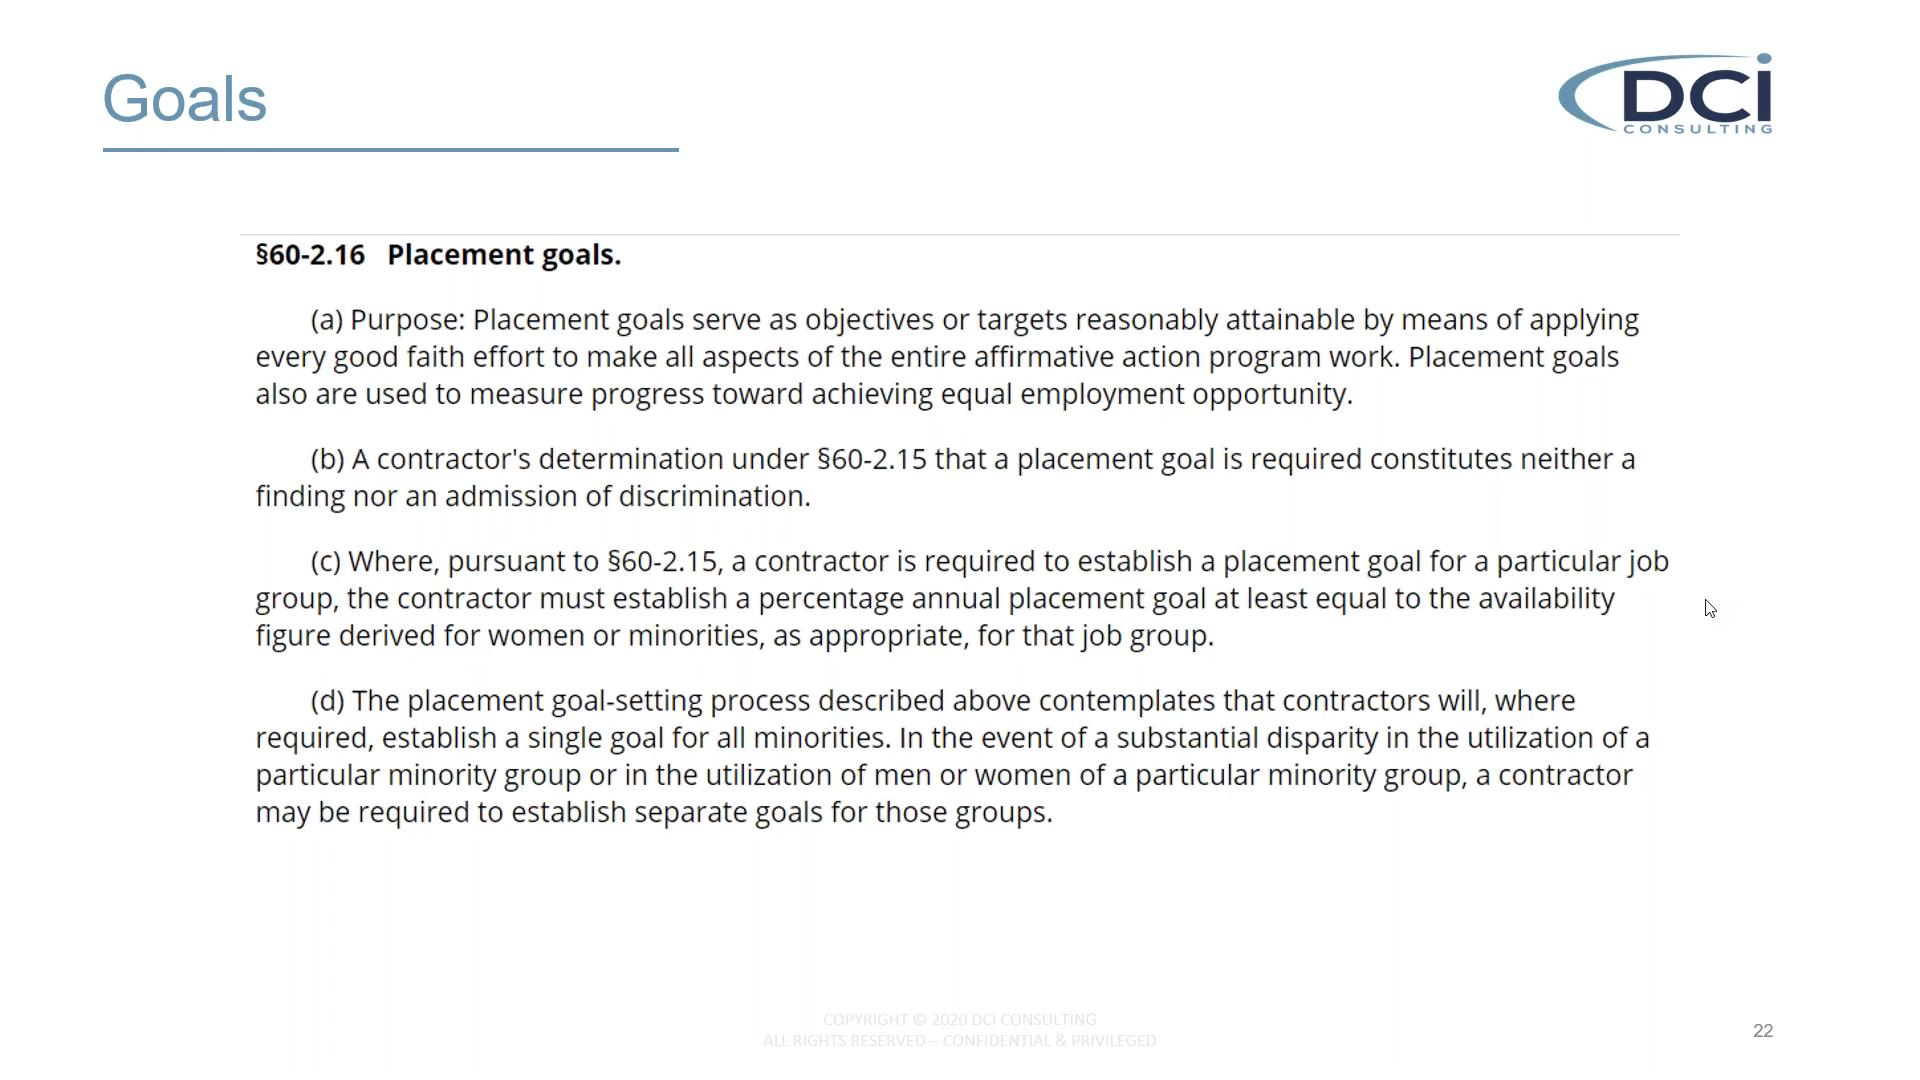 Goals
DCi
CONSULTING
§60-2.16 Placement goals.
(a) Purpose: Placement goals serve as objectives or targets reasonably attainable by means of applying
every good faith effort to make all aspects of the entire affirmative action program work. Placement goals
also are used to measure progress toward achieving equal employment opportunity.
(b) A contractor's determination under §60-2.15 that a placement goal is required constitutes neither a
finding nor an admission of discrimination.
(c) Where, pursuant to §60-2.15, a contractor is required to establish a placement goal for a particular job
group, the contractor must establish a percentage annual placement goal at least equal to the availability
figure derived for women or minorities, as appropriate, for that job group.
(d) The placement goal-setting process described above contemplates that contractors will, where
required, establish a single goal for all minorities. In the event of a substantial disparity in the utilization of a
particular minority group or in the utilization of men or women of a particular minority group, a contractor
may be required to establish separate goals for those groups.
COPYRIGHT © 2020 DCI CONSULTING
ALL RIGHTS RESERVED – CONFIDENTIAL & PRIVILEGED
22